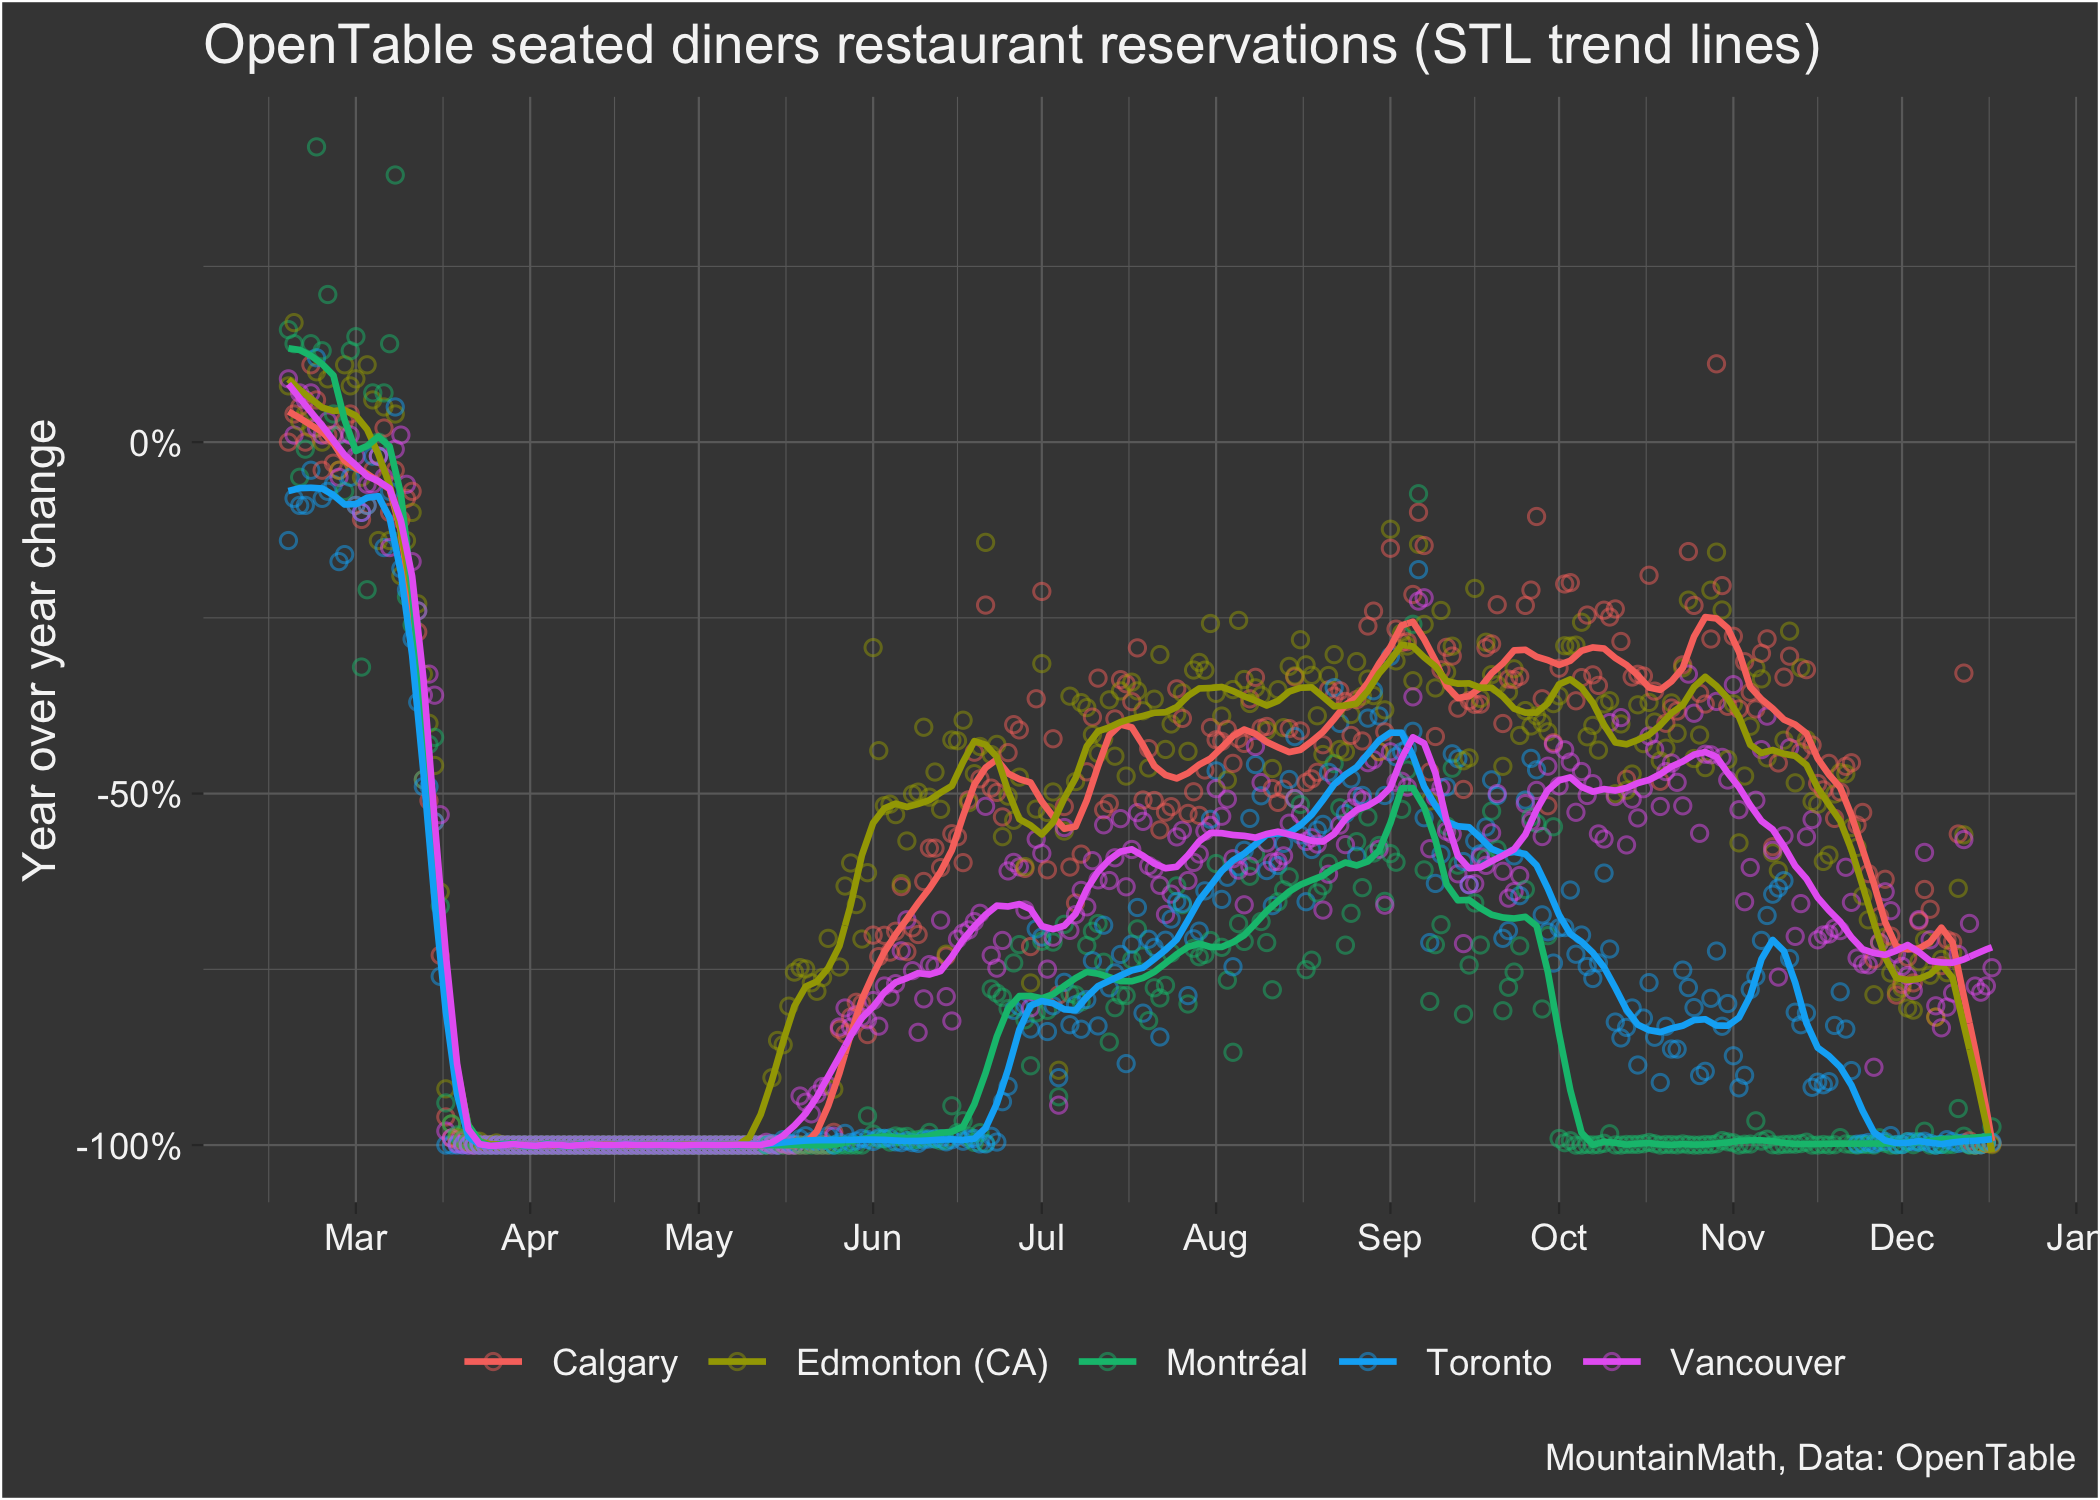 OpenTable seated diners restaurant reservations (STL trend lines)
Year over year change
0%
-50%
-100%
Mar Apr May Jun Jul Aug Sep Oct Nov Dec Jan
Calgary Edmonton (CA) Montréal Toronto Vancouver
MountainMath, Data: OpenTable